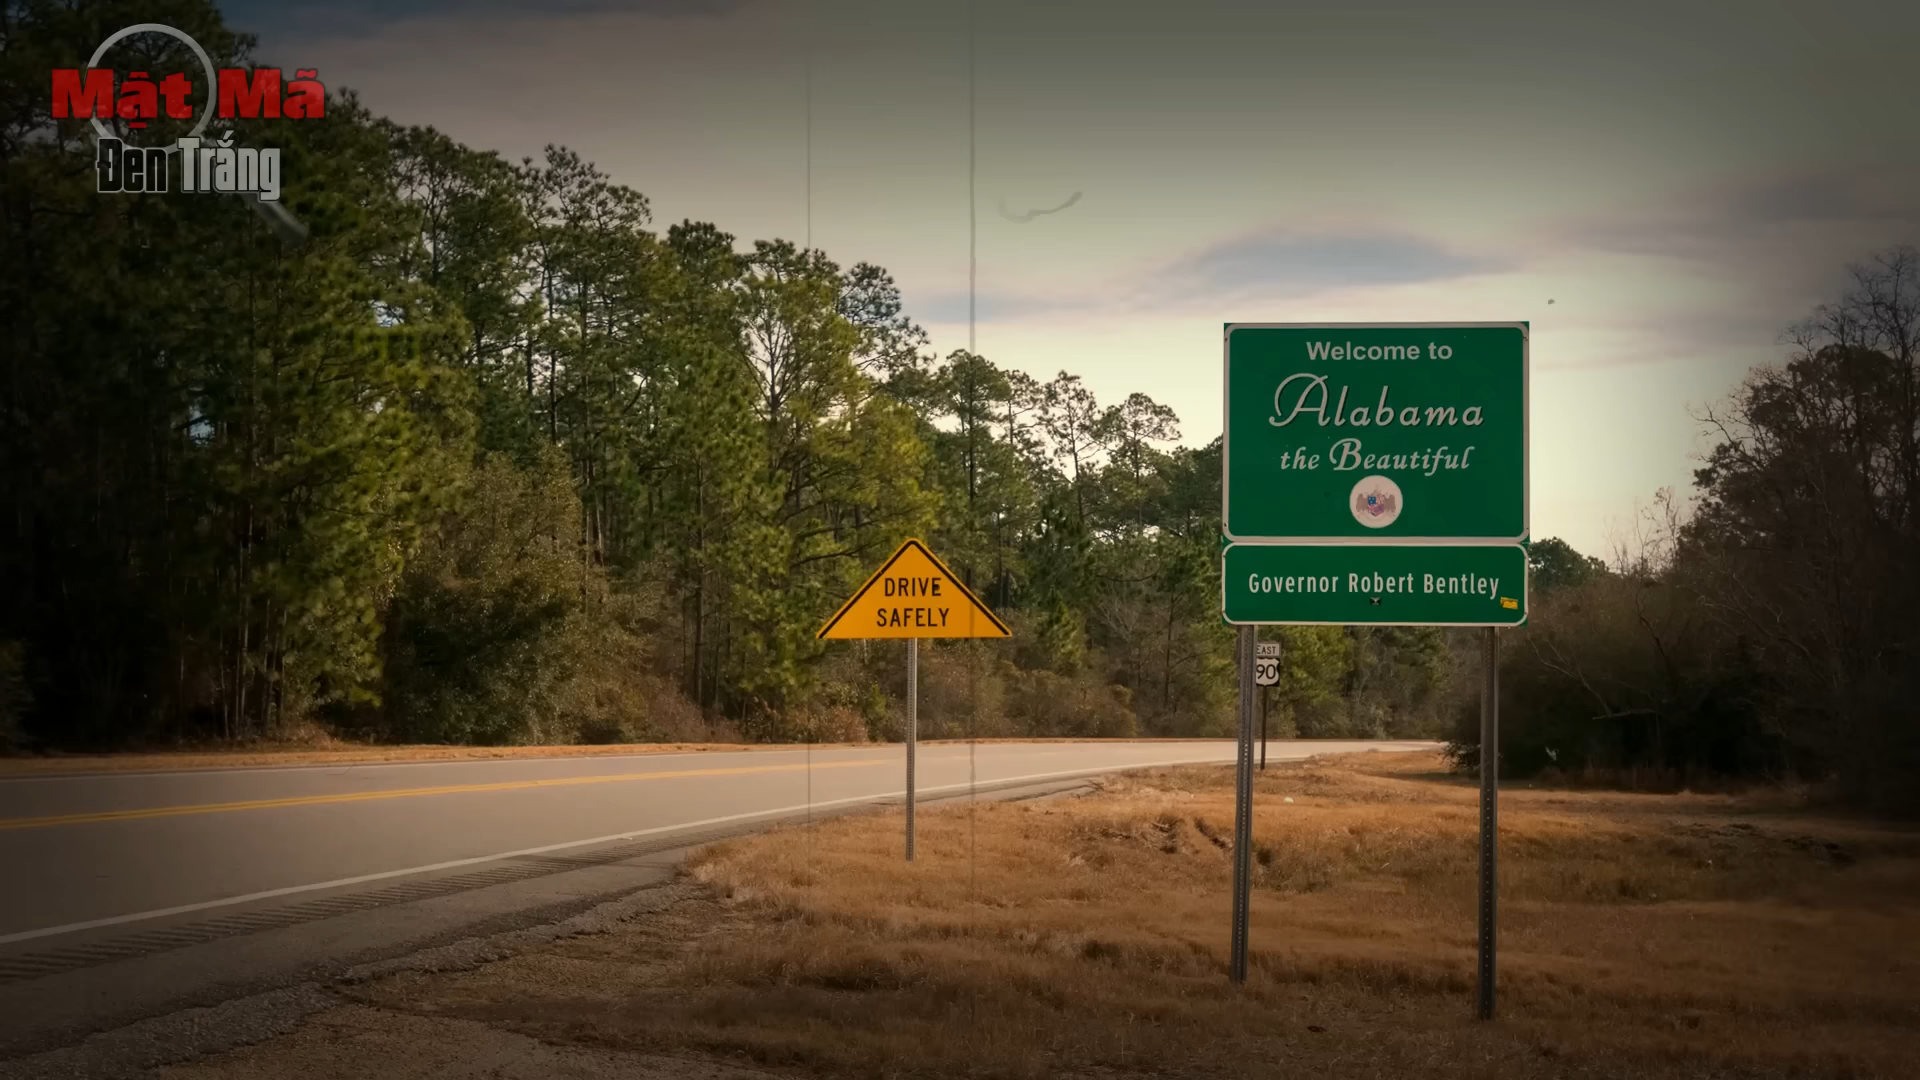 Mật Mã
Đen Trắng
Welcome to
Alabama
the Beautiful
Governor Robert Bentley
DRIVE
SAFELY
EAST
90